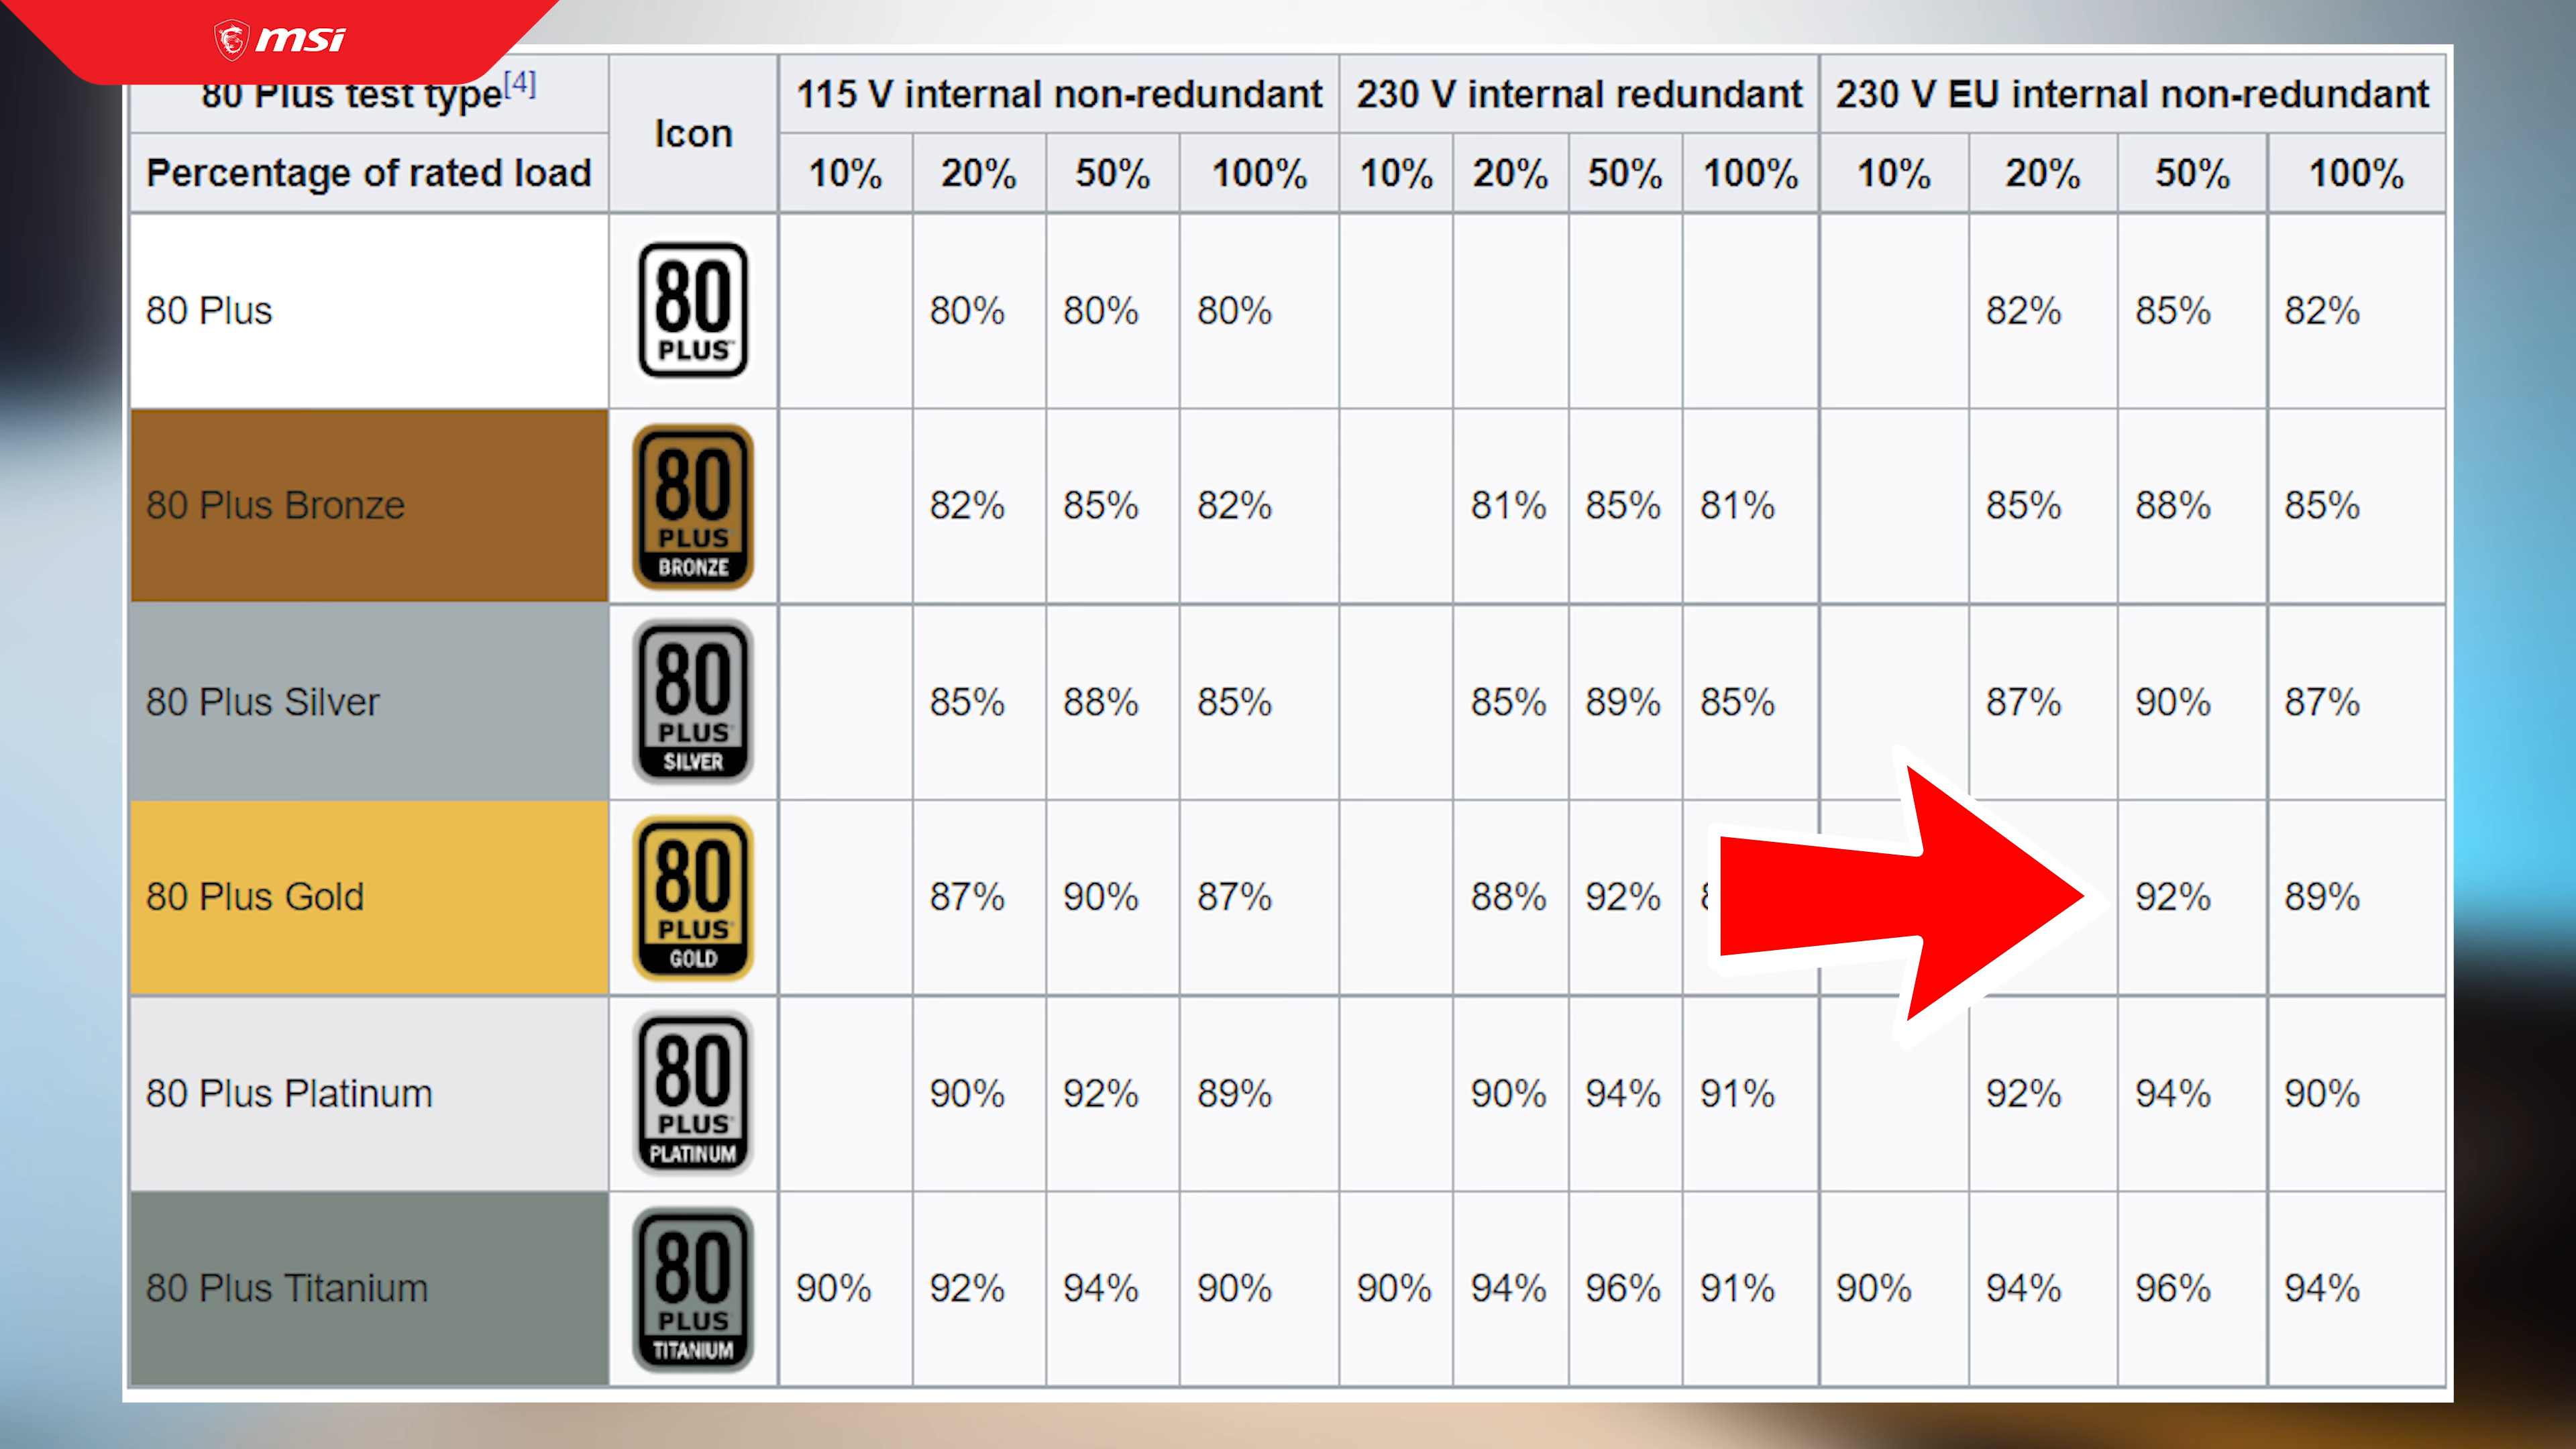 msi
80 Plus test type[4]
Icon
115 V internal non-redundant
230 V internal redundant
230 V EU internal non-redundant
Percentage of rated load
10% 20% 50% 100% 10% 20% 50% 100% 10% 20% 50% 100%
80 Plus
80
PLUS
80% 80% 80% 82% 85% 82%
80 Plus Bronze
80
PLUS
BRONZE
82% 85% 82% 81% 85% 81% 85% 88% 85%
80 Plus Silver
80
PLUS
SILVER
85% 88% 85% 85% 89% 85% 87% 90% 87%
80 Plus Gold
80
PLUS
GOLD
87% 90% 87% 88% 92% 92% 89%
80 Plus Platinum
80
PLUS
PLATINUM
90% 92% 89% 90% 94% 91% 92% 94% 90%
80 Plus Titanium
80
PLUS
TITANIUM
90% 92% 94% 90% 90% 94% 96% 91% 90% 94% 96% 94%